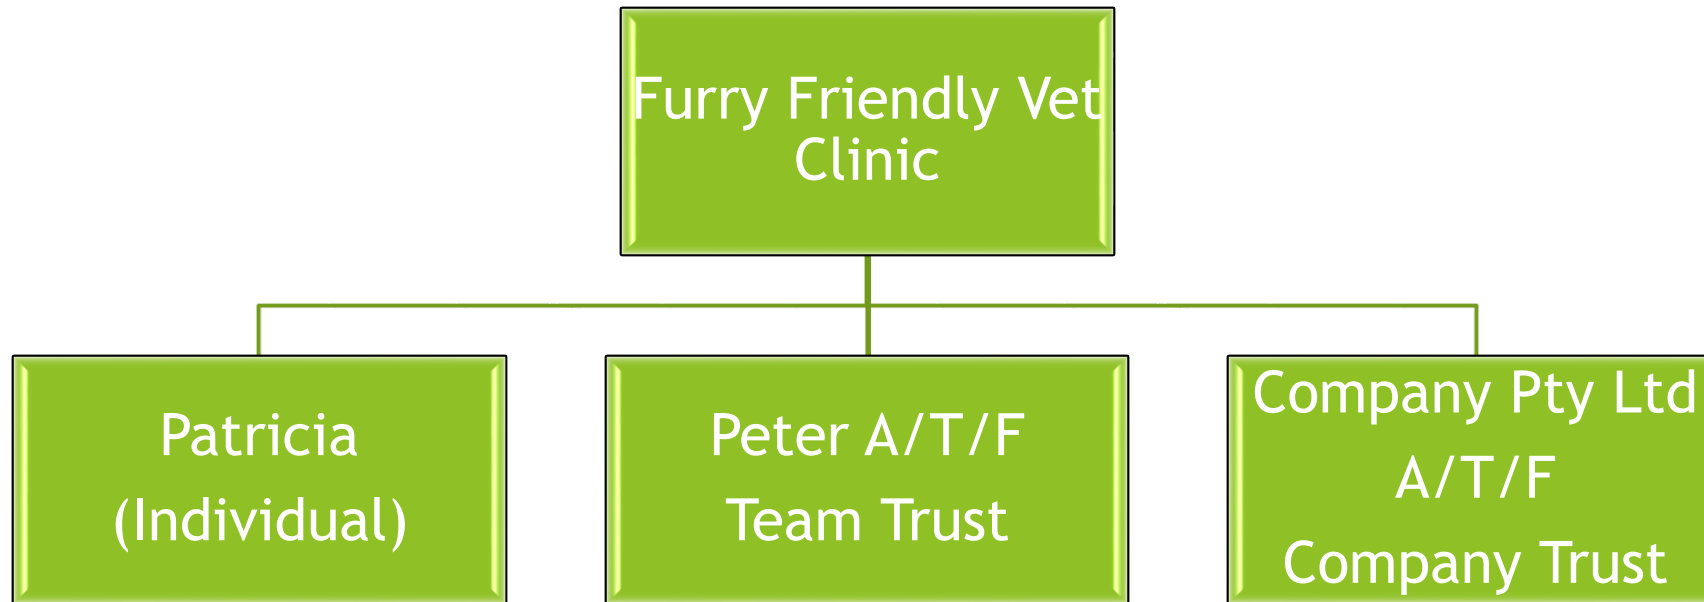 Furry Friendly Vet
Clinic
Patricia
(Individual)
Peter A/T/F
Team Trust
Company Pty Ltd
A/T/F
Company Trust